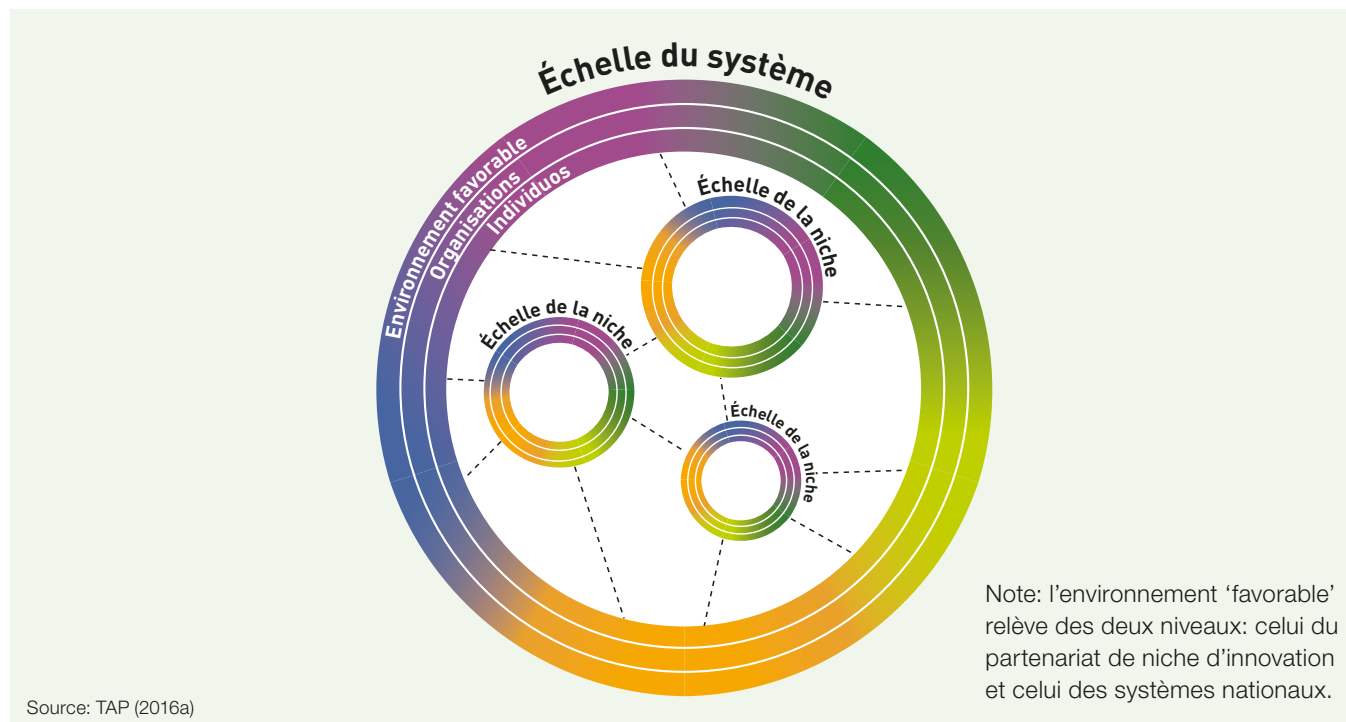 Échelle du système
Environnement favorable
Organisations
Individuos
Échelle de la niche
Échelle de la niche
Échelle de la niche
Note: l’environnement ‘favorable’
relève des deux niveaux: celui du
partenariat de niche d’innovation
et celui des systèmes nationaux.
Source: TAP (2016a)